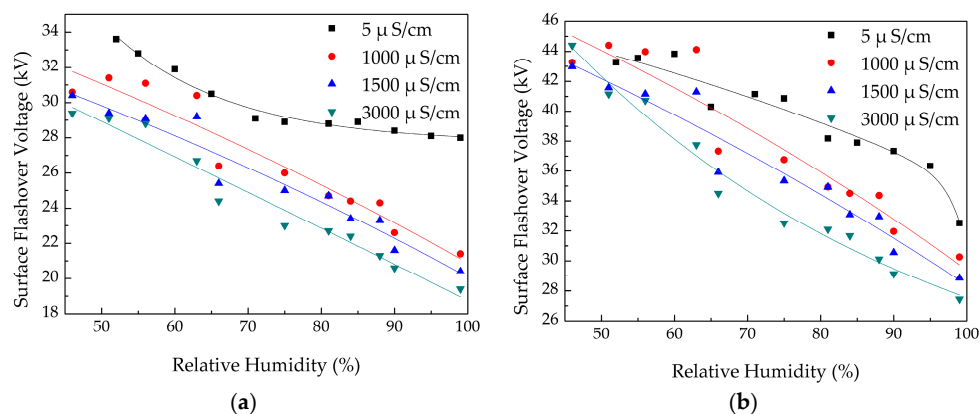 Surface Flashover Voltage (kV)
34
32
30
28
26
24
22
20
18
50
60
70
80
90
100
Relative Humidity (%)
5 μ S/cm
1000 μ S/cm
1500 μ S/cm
3000 μ S/cm
(a)
Surface Flashover Voltage (kV)
46
44
42
40
38
36
34
32
30
28
26
50
60
70
80
90
100
Relative Humidity (%)
5 μ S/cm
1000 μ S/cm
1500 μ S/cm
3000 μ S/cm
(b)